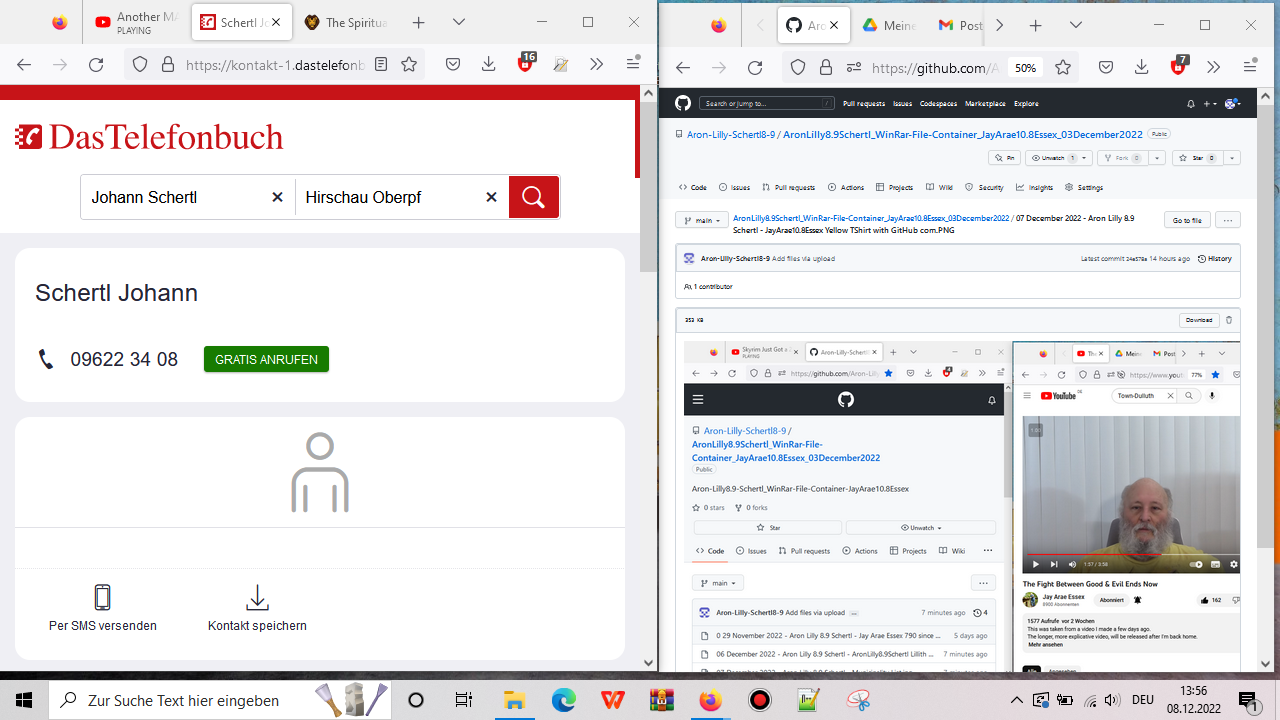 Another MA
PLAYING
Schertl Jo
The Spiritua
https://kontakt-1.dastelefonb
16
DasTelefonbuch
Johann Schertl
Hirschau Oberpf
Schertl Johann
09622 34 08
GRATIS ANRUFEN
Per SMS versenden
Kontakt speichern
Aro
Meine
Post
https://github.com/A
50%
7
Search or jump to...
/
Pull requests
Issues
Codespaces
Marketplace
Explore
Aron-Lilly-Schertl8-9 / AronLilly8.9Schertl_WinRar-File-Container_JayArae10.8Essex_03December2022
Public
Pin
Unwatch 1
Fork 0
Star 0
Code
Issues
Pull requests
Actions
Projects
Wiki
Security
Insights
Settings
main
AronLilly8.9Schertl_WinRar-File-Container_JayArae10.8Essex_03December2022 / 07 December 2022 - Aron Lilly 8.9
Schertl - JayArae10.8Essex Yellow TShirt with GitHub com.PNG
Go to file
...
Aron-Lilly-Schertl8-9 Add files via upload
Latest commit 24e578e 14 hours ago
History
1 contributor
353 KB
Download
Skyrim Just Got
PLAYING
Aron-Lilly-Schertl8
https://github.com/Aron-Lilly
4
Aron-Lilly-Schertl8-9 /
AronLilly8.9Schertl_WinRar-File-
Container_JayArae10.8Essex_03December2022
Public
Aron-Lilly8.9-Schertl_WinRar-File-Container-JayArae10.8Essex
0 stars
0 forks
Star
Unwatch
Code
Issues
Pull requests
Actions
Projects
Wiki
...
main
...
Aron-Lilly-Schertl8-9 Add files via upload ...
7 minutes ago
4
0 29 November 2022 - Aron Lilly 8.9 Schertl - Jay Arae Essex 790 since ...
5 days ago
06 December 2022 - Aron Lilly 8.9 Schertl - AronLilly8.9Schertl Lillith ...
7 minutes ago
The
Meine
Post
https://www.yout
77%
YouTube
DE
Town-Dulluth
1:57 / 3:58
The Fight Between Good & Evil Ends Now
Jay Arae Essex
8900 Abonnenten
Abonniert
162
1577 Aufrufe vor 2 Wochen
This was taken from a video I made a few days ago.
The longer, more explicative video, will be released after I'm back home.
Mehr ansehen
Zur Suche Text hier eingeben
DEU
13:56
08.12.2022
1